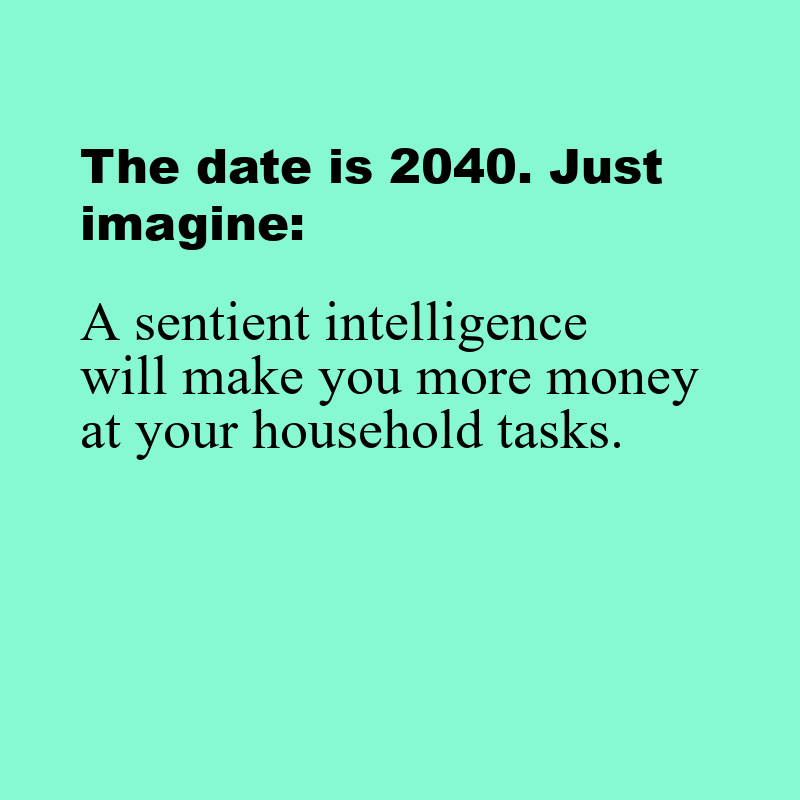 The date is 2040. Just
imagine:
A sentient intelligence
will make you more money
at your household tasks.